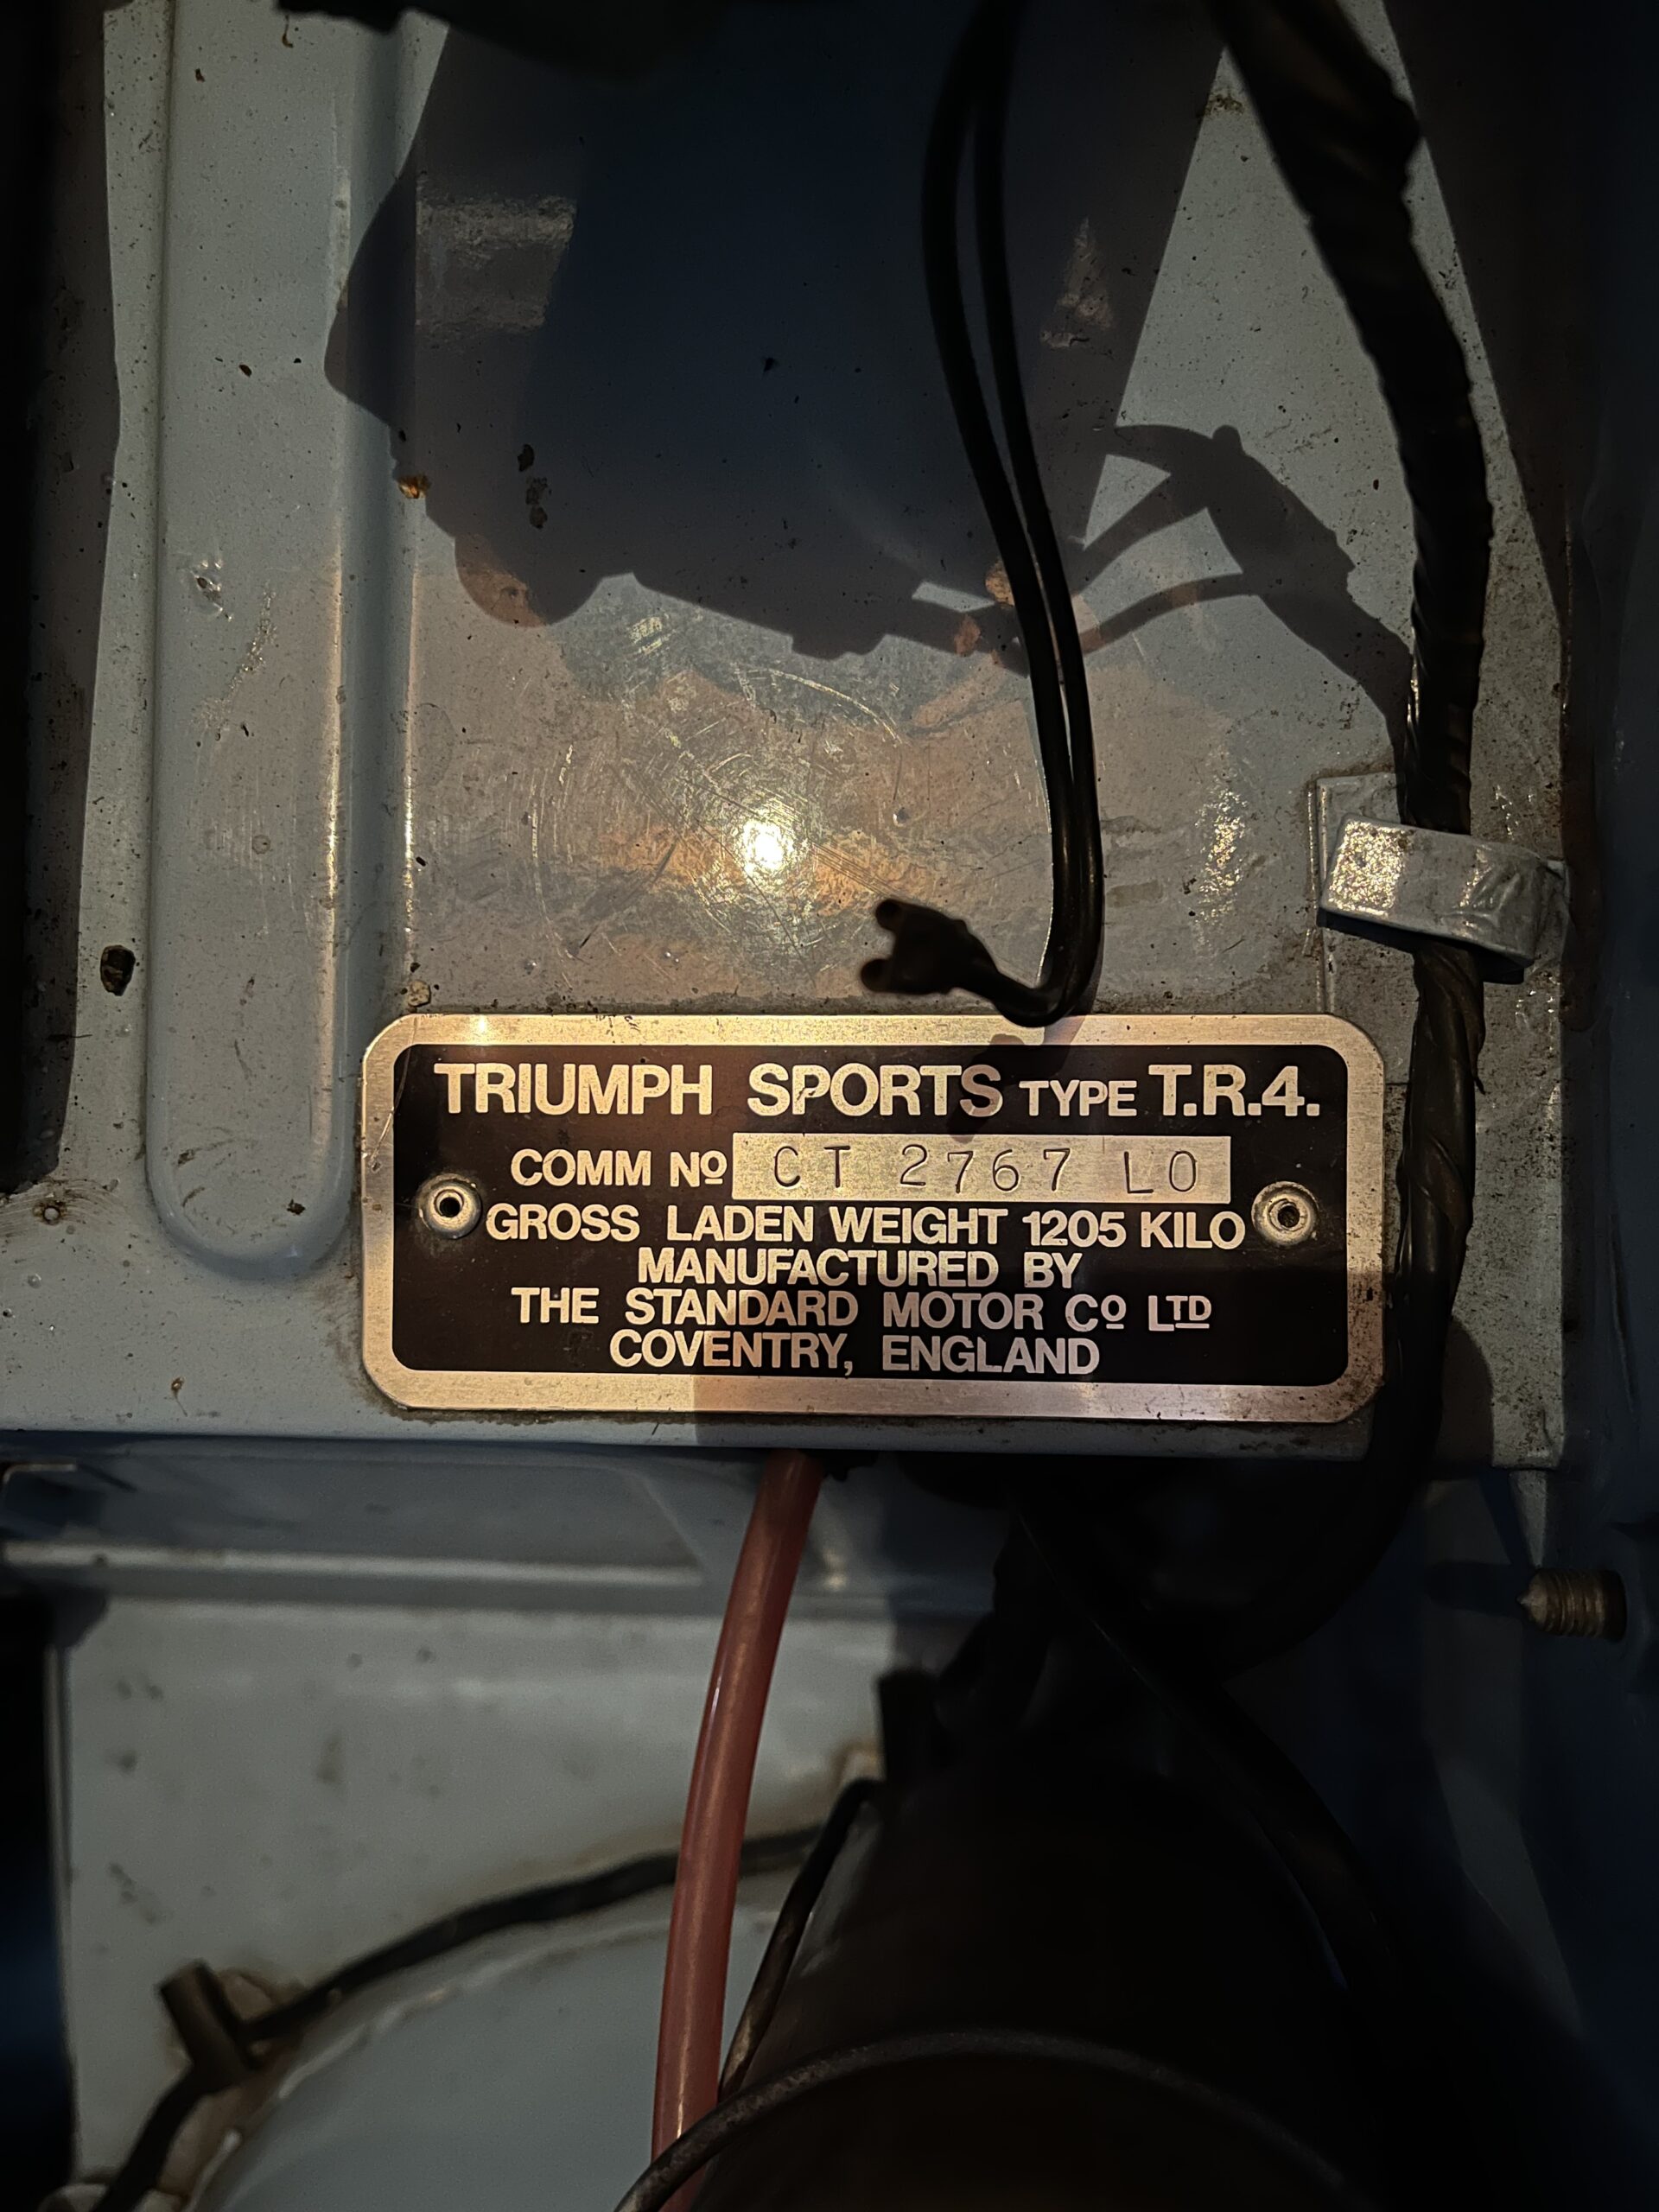 TRIUMPH SPORTS TYPE T.R.4.
COMM Nº CT 2767 LO
GROSS LADEN WEIGHT 1205 KILO
MANUFACTURED BY
THE STANDARD MOTOR Cº LTD
COVENTRY, ENGLAND